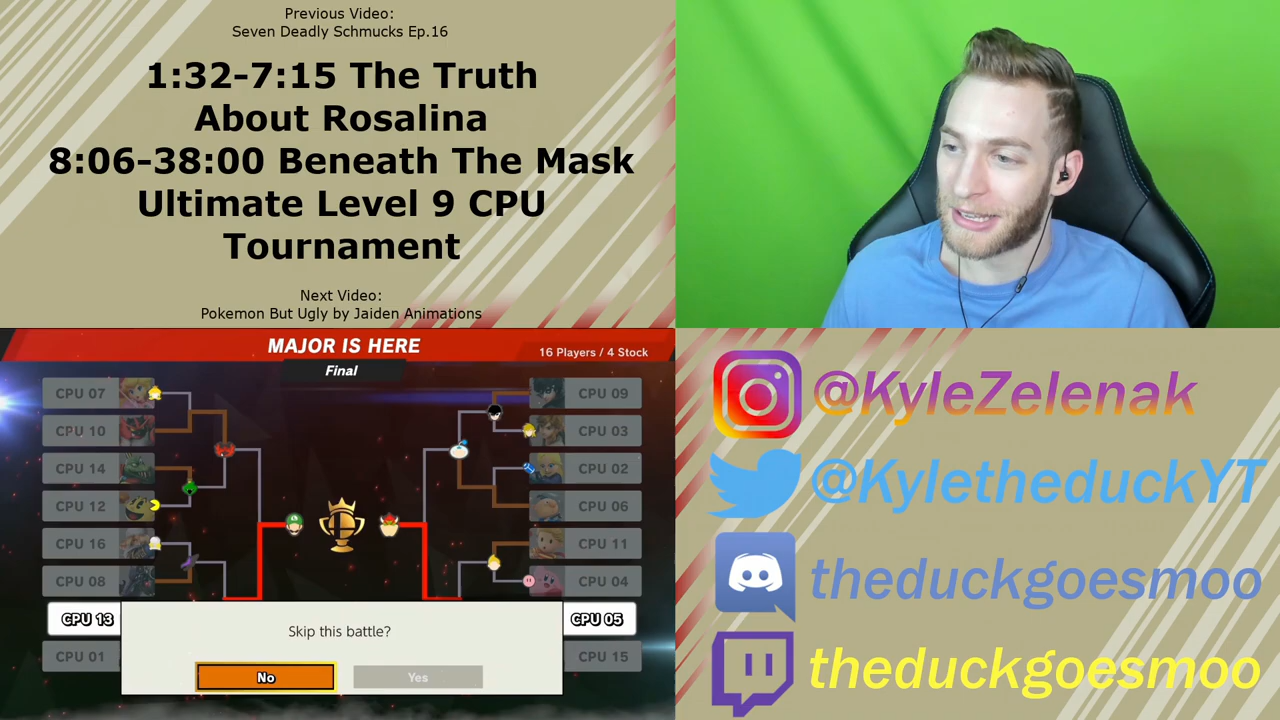 Previous Video:
Seven Deadly Schmucks Ep.16
1:32-7:15 The Truth
About Rosalina
8:06-38:00 Beneath The Mask
Ultimate Level 9 CPU
Tournament
Next Video:
Pokemon But Ugly by Jaiden Animations
MAJOR IS HERE
16 Players / 4 Stock
Final
CPU 07
CPU 10
CPU 14
CPU 12
CPU 16
CPU 08
CPU 13
CPU 01
CPU 09
CPU 03
CPU 02
CPU 06
CPU 11
CPU 04
CPU 05
CPU 15
Skip this battle?
No
Yes
@KyleZelenak
@KyletheduckYT
theduckgoesmoo
theduckgoesmoo